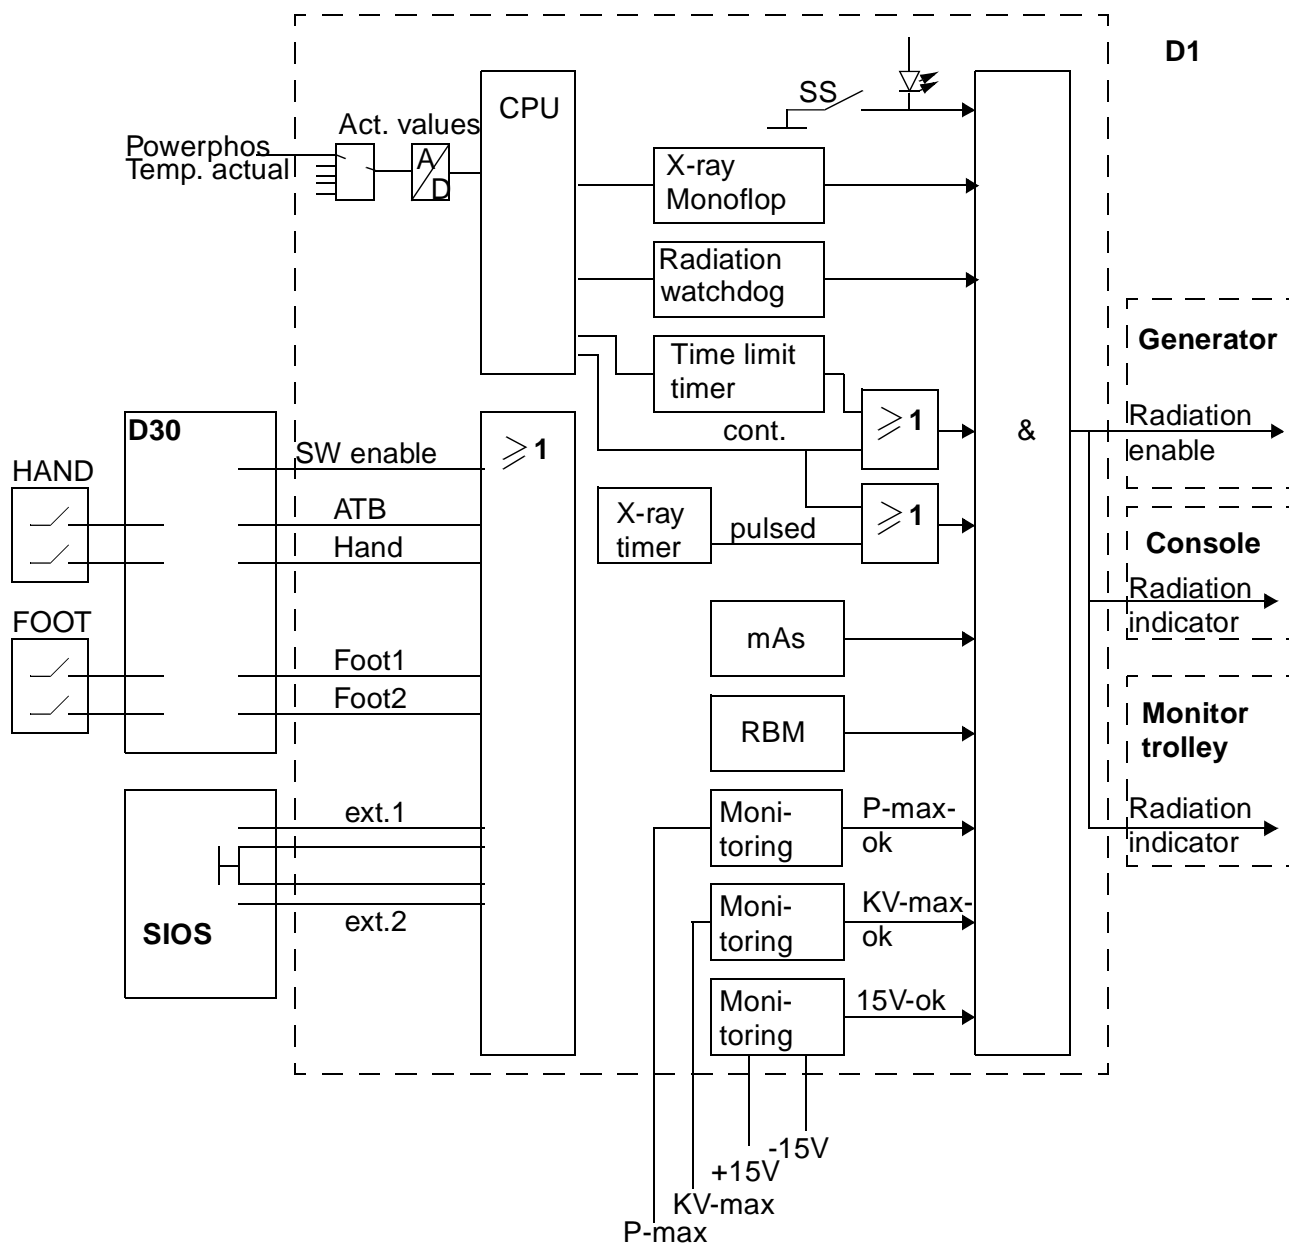 D1
SS
CPU
Act. values
Powerphos
Temp. actual
A
D
X-ray
Monoflop
Radiation
watchdog
Time limit
timer
Generator
≥ 1
cont.
&
Radiation
enable
D30
SW enable
≥ 1
HAND
ATB
Hand
X-ray
timer
pulsed
≥ 1
Console
Radiation
indicator
FOOT
Foot1
Foot2
mAs
RBM
Monitor
trolley
ext.1
Moni-
toring
P-max-
ok
Radiation
indicator
SIOS
ext.2
Moni-
toring
KV-max-
ok
Moni-
toring
15V-ok
-15V
+15V
KV-max
P-max